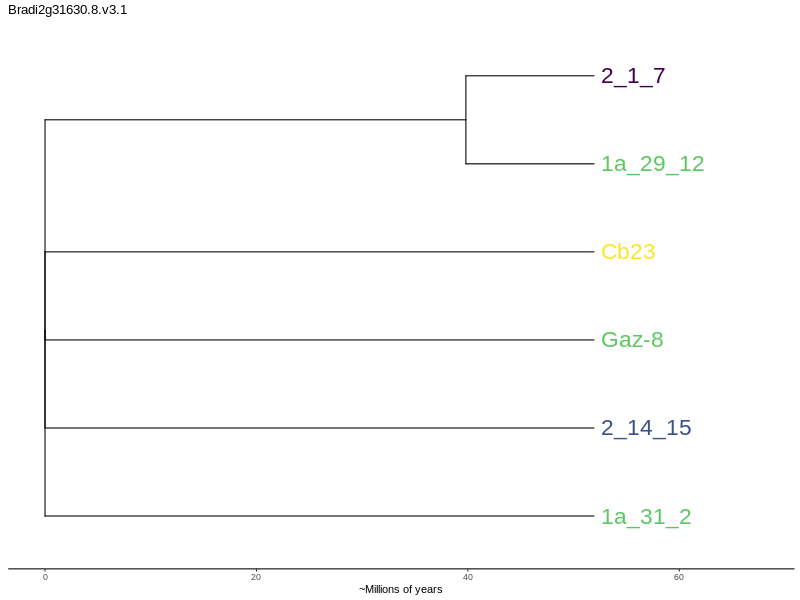 Bradi2g31630.8.v3.1
2_1_7
1a_29_12
Cb23
Gaz-8
2_14_15
1a_31_2
0 20 40 60
~Millions of years